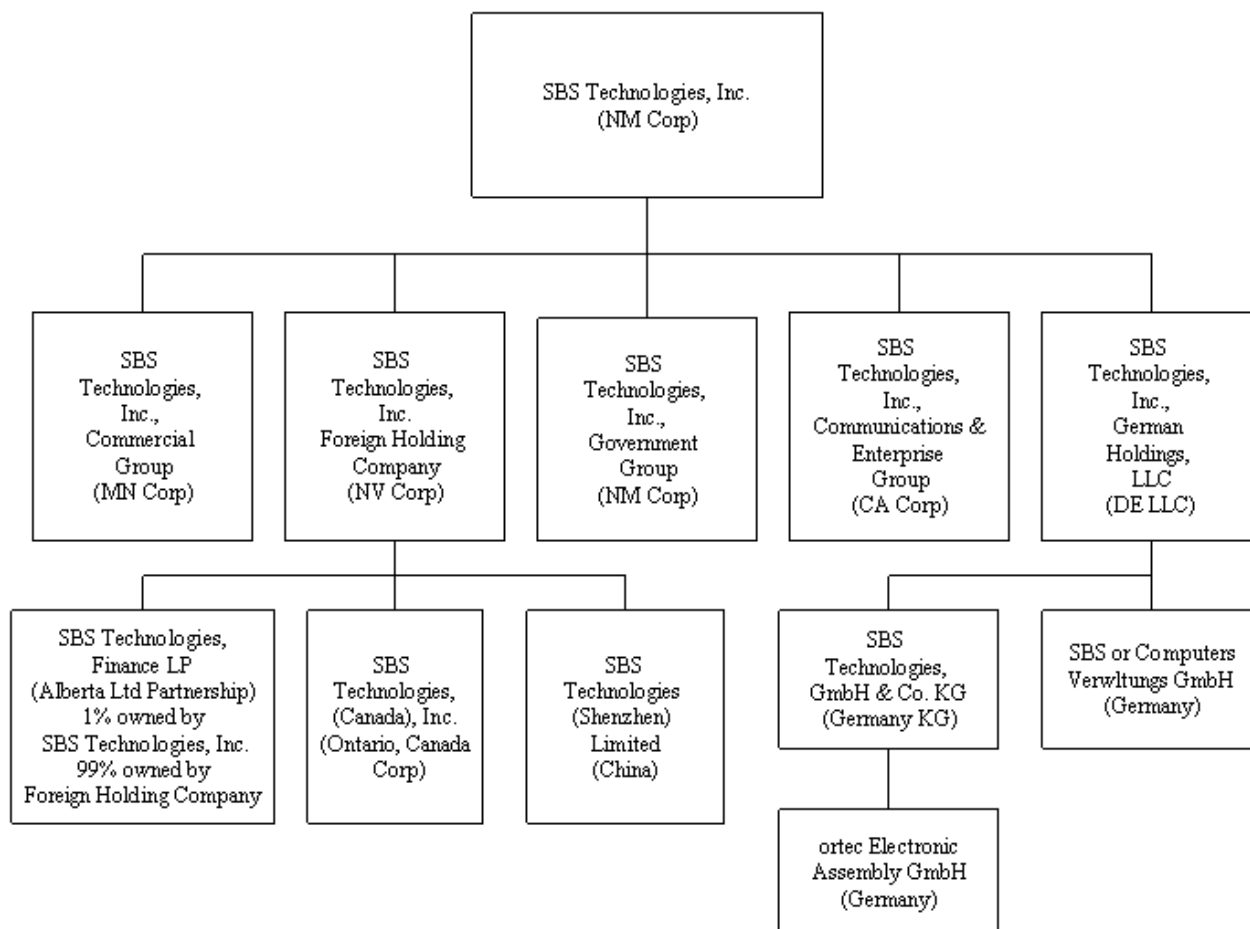 SBS Technologies, Inc.
(NM Corp)
SBS
Technologies,
Inc.,
Commercial
Group
(MN Corp)
SBS
Technologies,
Inc.
Foreign Holding
Company
(NV Corp)
SBS
Technologies,
Inc.,
Government
Group
(NM Corp)
SBS
Technologies,
Inc.,
Communications &
Enterprise
Group
(CA Corp)
SBS
Technologies,
Inc.,
German
Holdings,
LLC
(DE LLC)
SBS Technologies,
Finance LP
(Alberta Ltd Partnership)
1% owned by
SBS Technologies, Inc.
99% owned by
Foreign Holding Company
SBS
Technologies,
(Canada), Inc.
(Ontario, Canada
Corp)
SBS
Technologies
(Shenzhen)
Limited
(China)
SBS
Technologies,
GmbH & Co. KG
(Germany KG)
SBS or Computers
Verwltungs GmbH
(Germany)
ortec Electronic
Assembly GmbH
(Germany)